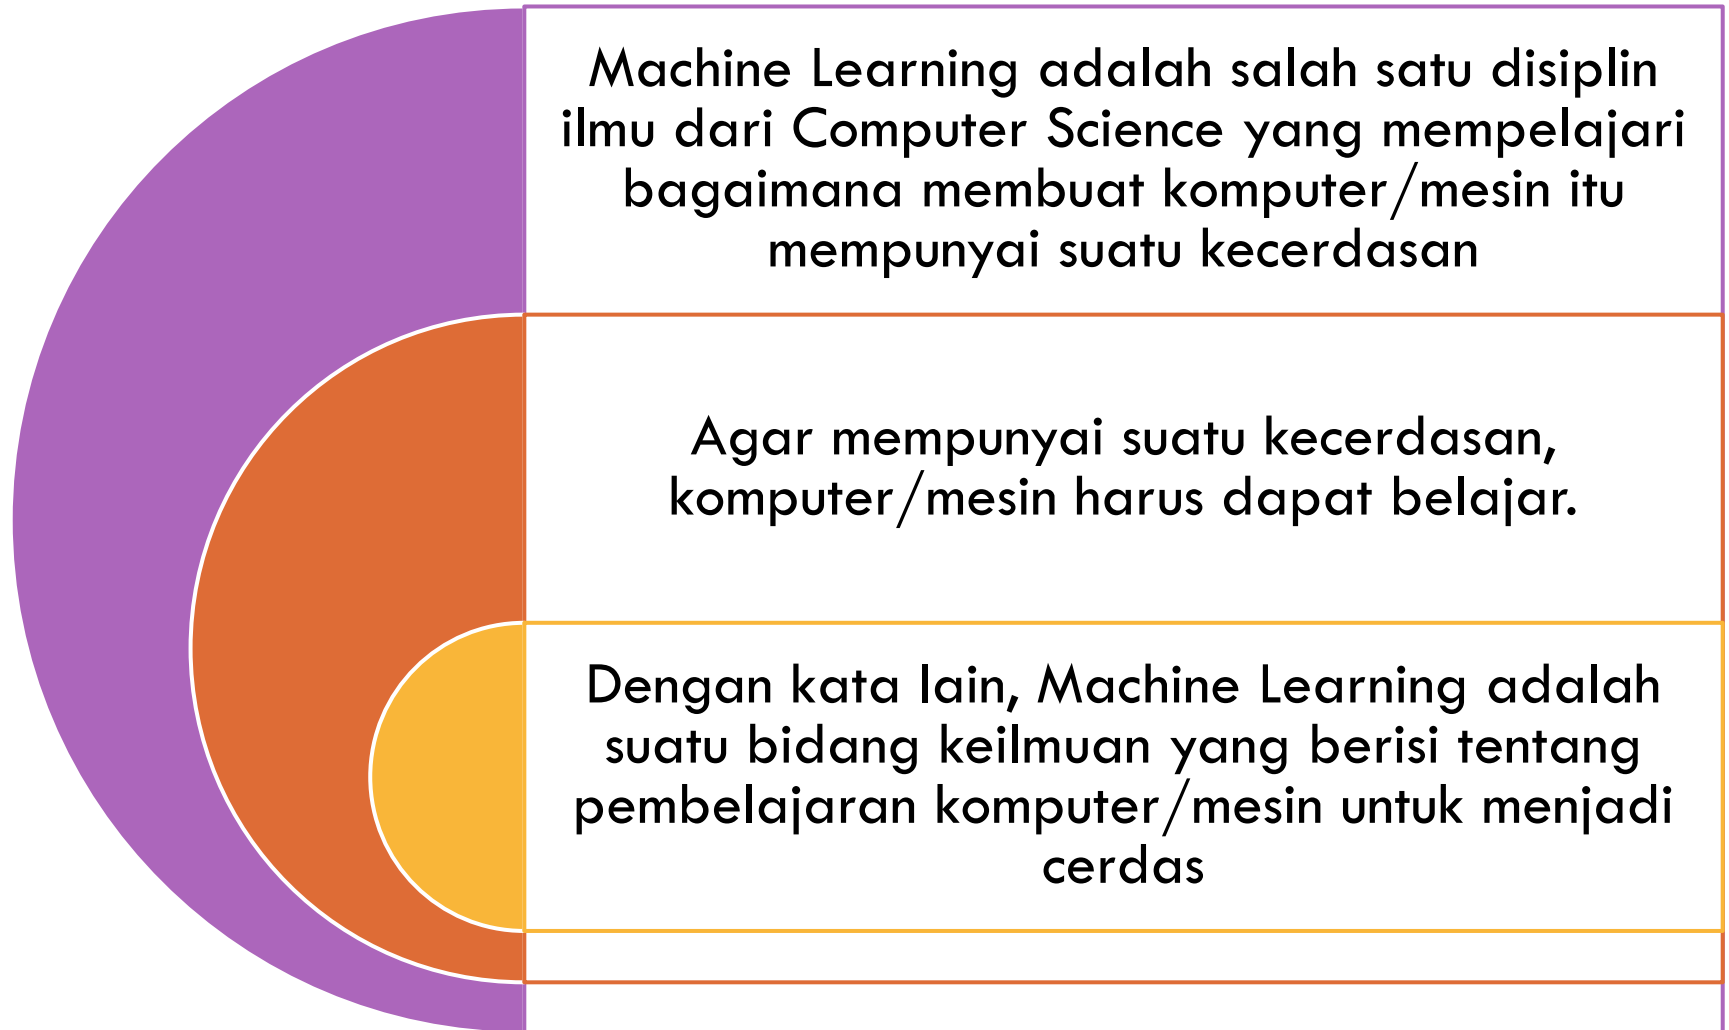 Machine Learning adalah salah satu disiplin
ilmu dari Computer Science yang mempelajari
bagaimana membuat komputer/mesin itu
mempunyai suatu kecerdasan
Agar mempunyai suatu kecerdasan,
komputer/mesin harus dapat belajar.
Dengan kata lain, Machine Learning adalah
suatu bidang keilmuan yang berisi tentang
pembelajaran komputer/mesin untuk menjadi
cerdas